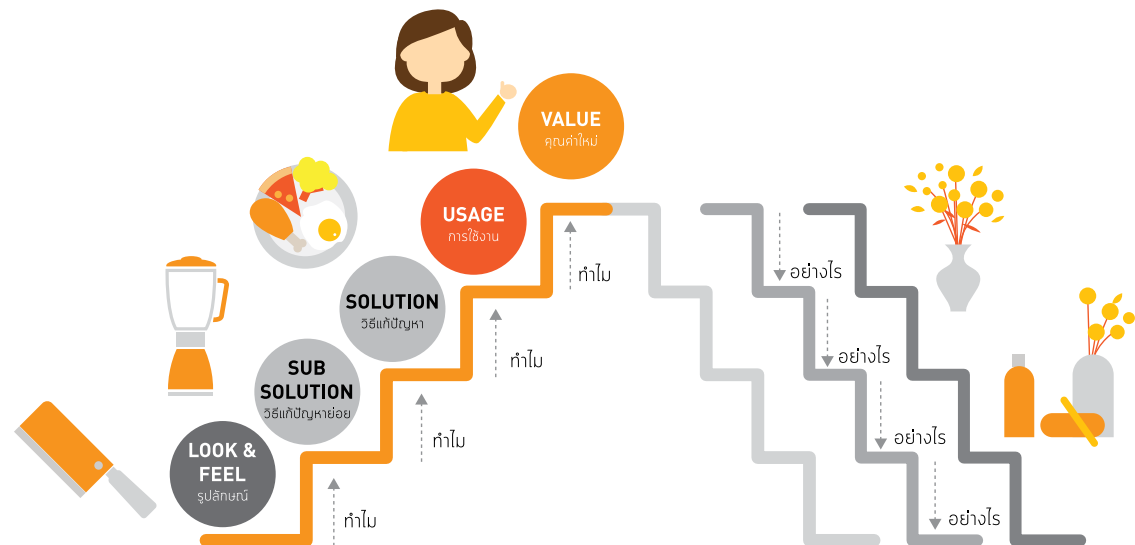 VALUE
คุณค่าใหม่
USAGE
การใช้งาน
ทำไม
อย่างไร
SOLUTION
วิธีแก้ปัญหา
ทำไม
อย่างไร
SUB
SOLUTION
วิธีแก้ปัญหาย่อย
ทำไม
อย่างไร
LOOK &
FEEL
รูปลักษณ์
ทำไม
อย่างไร